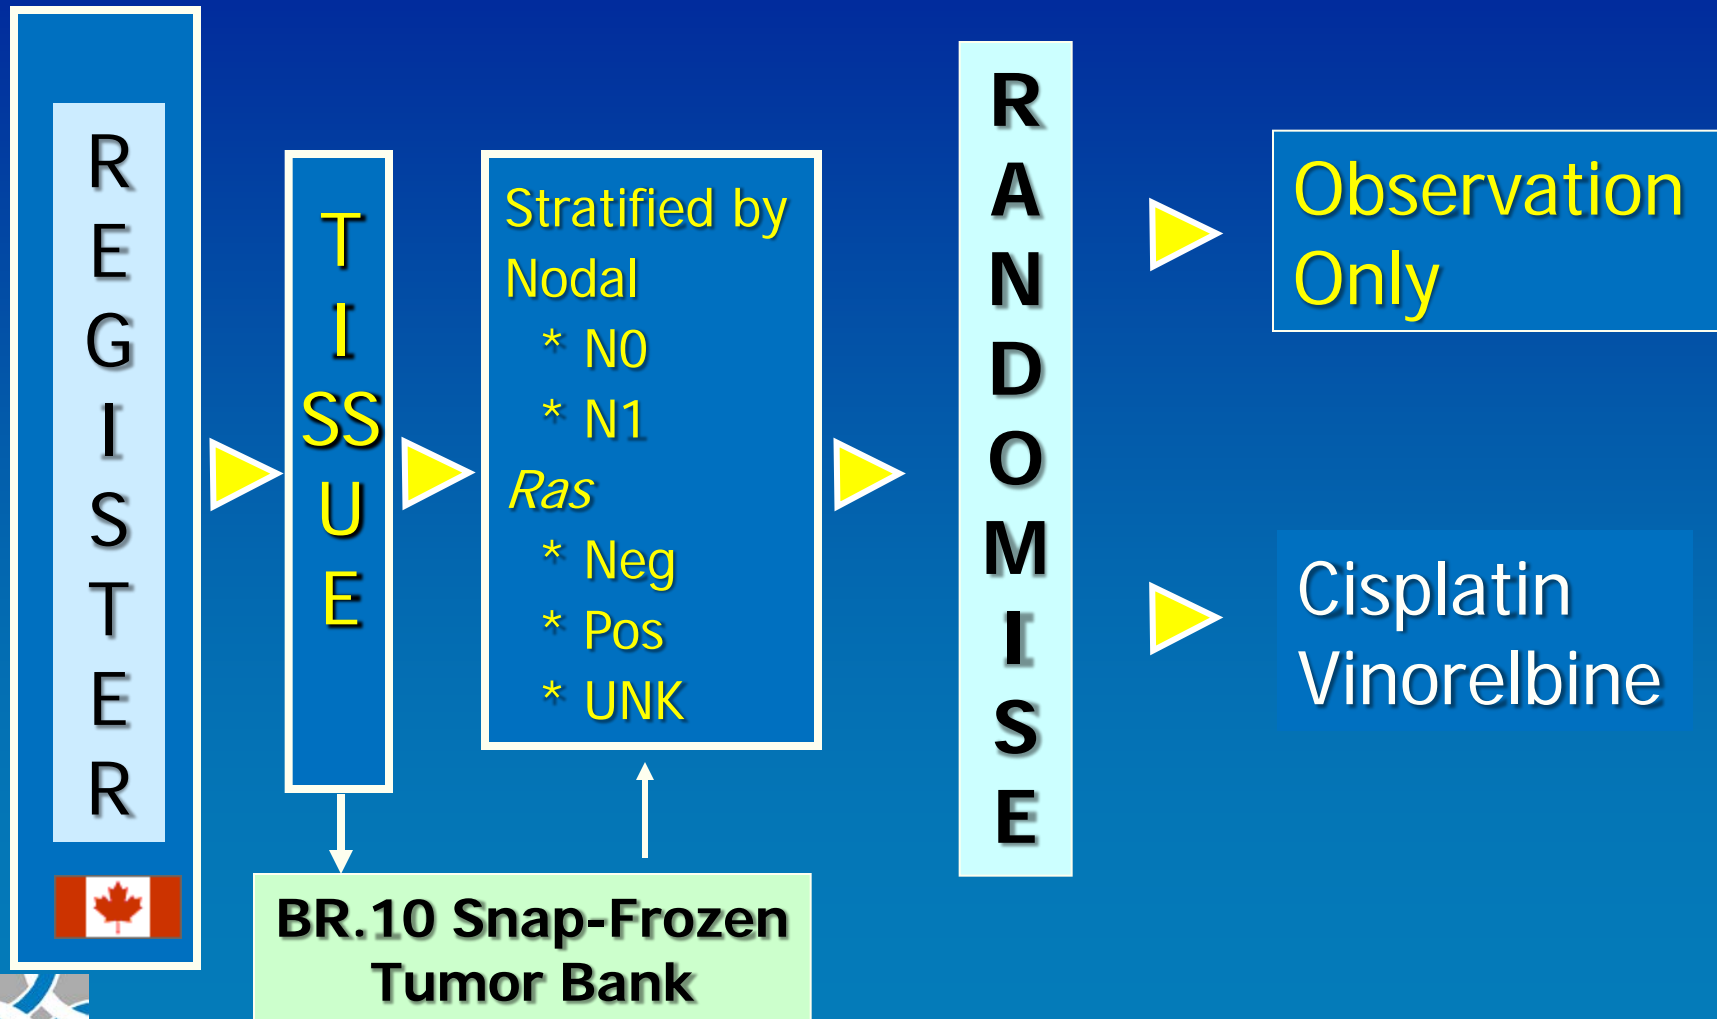 REGISTER
TISSUE
Stratified by
Nodal
* N0
* N1
Ras
* Neg
* Pos
* UNK
BR.10 Snap-Frozen
Tumor Bank
RANDOMISE
Observation
Only
Cisplatin
Vinorelbine